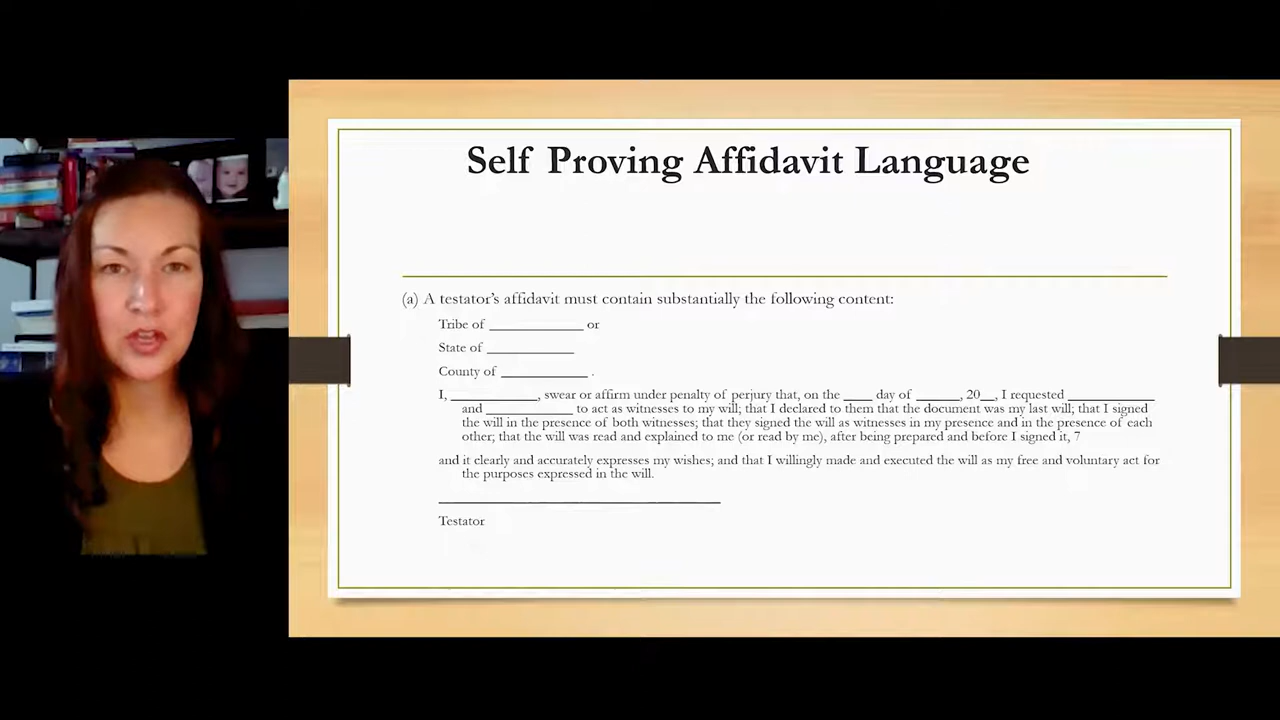 Self Proving Affidavit Language
(a) A testator's affidavit must contain substantially the following content:
Tribe of ____________ or
State of ___________
County of ___________ .
I, ___________, swear or affirm under penalty of perjury that, on the ____ day of ______, 20__, I requested ___________
and ___________ to act as witnesses to my will; that I declared to them that the document was my last will; that I signed
the will in the presence of both witnesses; that they signed the will as witnesses in my presence and in the presence of each
other; that the will was read and explained to me (or read by me), after being prepared and before I signed it, 7
and it clearly and accurately expresses my wishes; and that I willingly made and executed the will as my free and voluntary act for
the purposes expressed in the will.
___________________________________
Testator